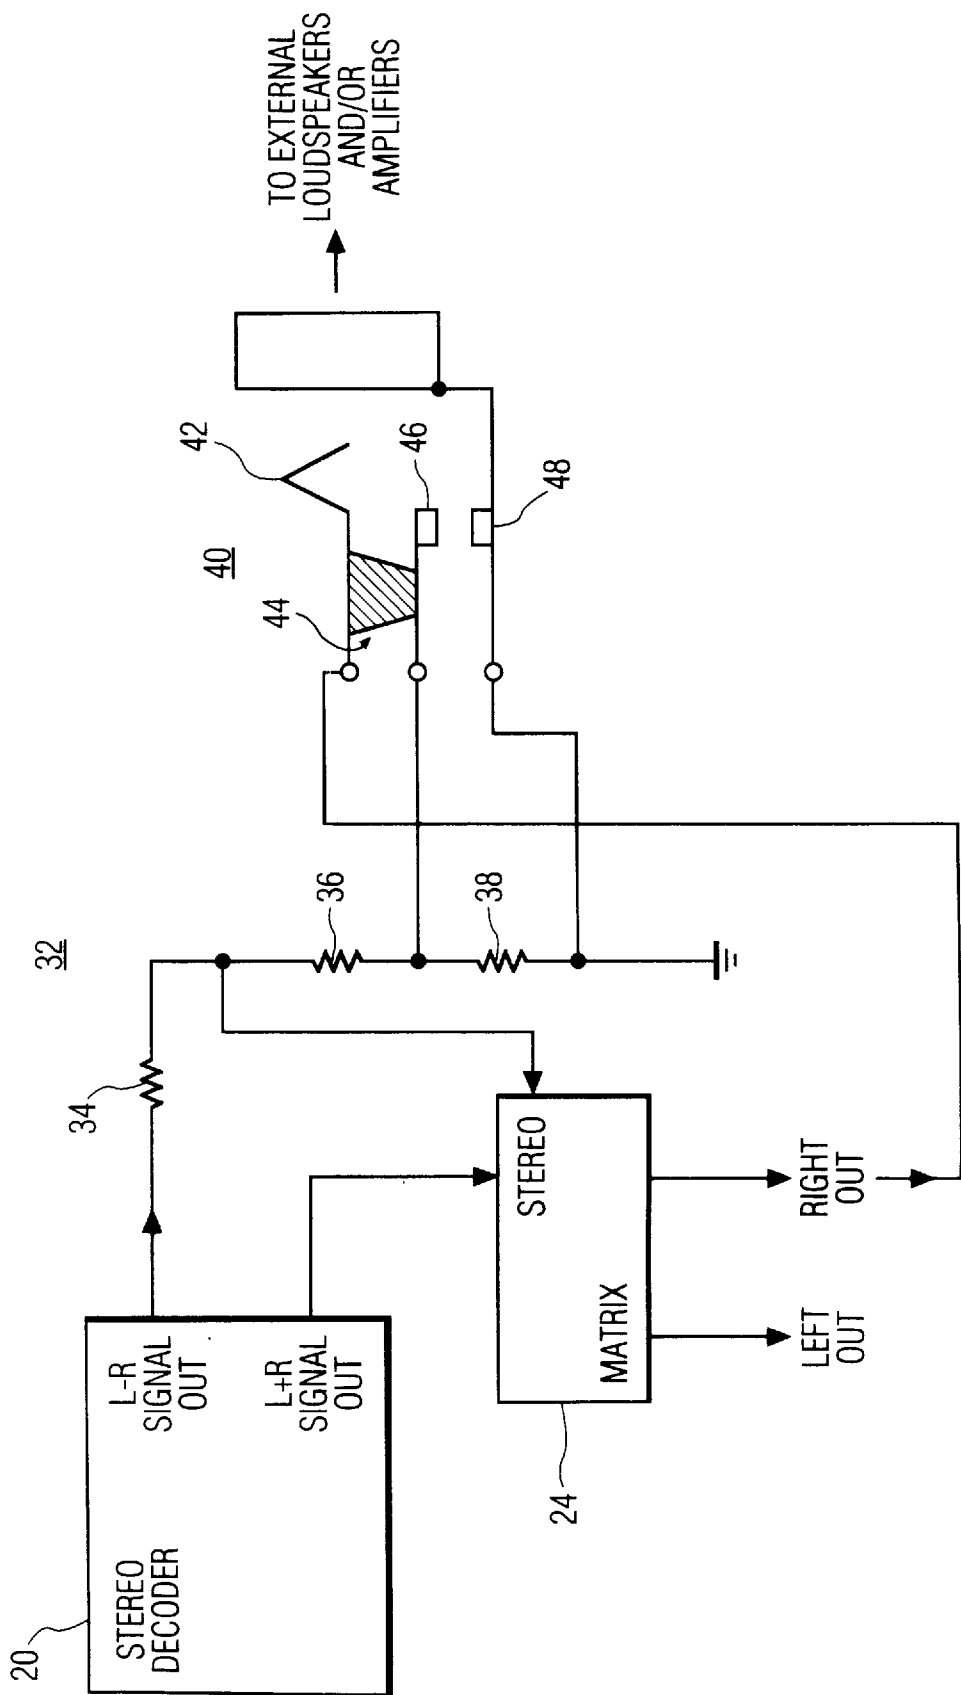 20
STEREO
DECODER
L–R
SIGNAL
OUT
L+R
SIGNAL
OUT
34
32
36
38
24
STEREO
MATRIX
LEFT
OUT
RIGHT
OUT
40
42
44
46
48
TO EXTERNAL
LOUDSPEAKERS
AND/OR
AMPLIFIERS